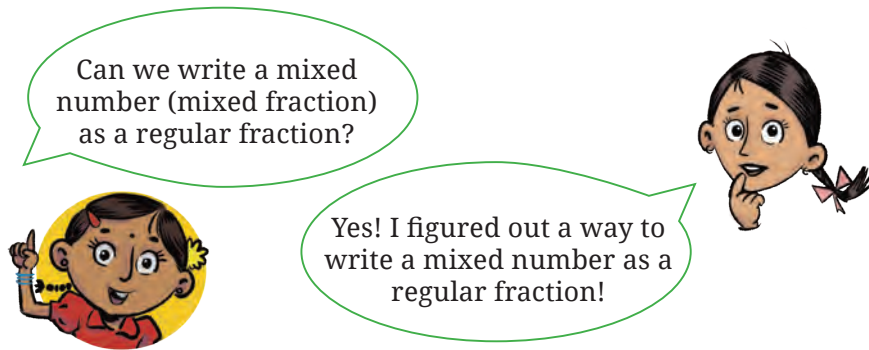 Can we write a mixed
number (mixed fraction)
as a regular fraction?
Yes! I figured out a way to
write a mixed number as a
regular fraction!